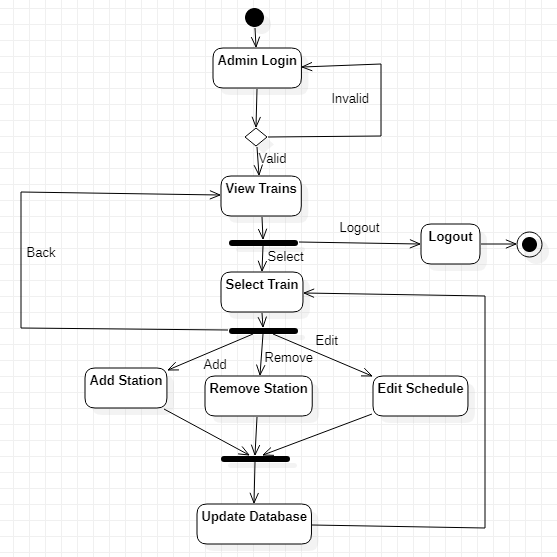 Admin Login
Invalid
Valid
View Trains
Logout
Logout
Back
Select
Select Train
Edit
Add
Remove
Add Station
Remove Station
Edit Schedule
Update Database